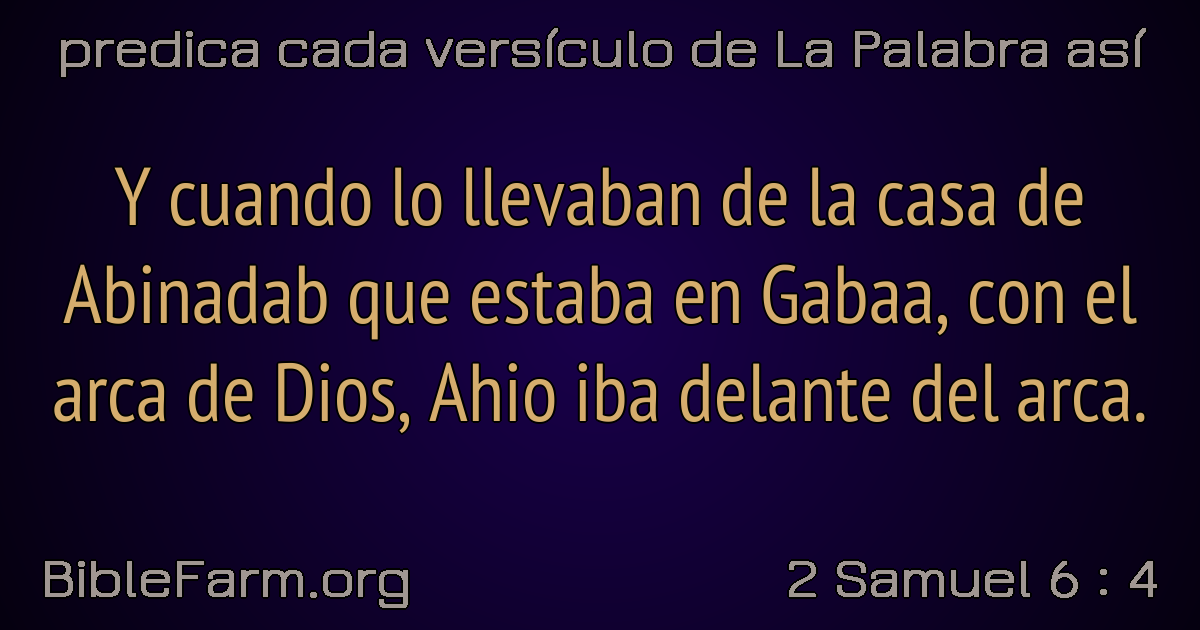 predica cada versículo de La Palabra así
Y cuando lo llevaban de la casa de
Abinadab que estaba en Gabaa, con el
arca de Dios, Ahio iba delante del arca.
BibleFarm.org
2 Samuel 6 : 4